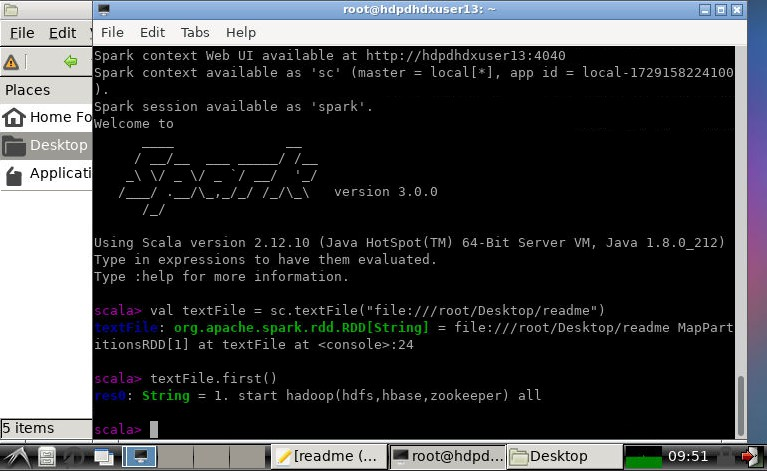 root@hdpdhdxuser13: ~
File Edit Tabs Help
File Edit
Places
Home Fo
Desktop
Applicati
5 items
Spark context Web UI available at http://hdpdhdxuser13:4040
Spark context available as 'sc' (master = local[*], app id = local-1729158224100
).
Spark session available as 'spark'.
Welcome to
      ____              __
     / __/__  ___ _____/ /__
    _\ \/ _ \/ _ `/ __/  '_/
   /___/ .__/\_,_/_/ /_/\_\   version 3.0.0
      /_/
Using Scala version 2.12.10 (Java HotSpot(TM) 64-Bit Server VM, Java 1.8.0_212)
Type in expressions to have them evaluated.
Type :help for more information.
scala> val textFile = sc.textFile("file:///root/Desktop/readme")
textFile: org.apache.spark.rdd.RDD[String] = file:///root/Desktop/readme MapPart
itionsRDD[1] at textFile at <console>:24
scala> textFile.first()
res0: String = 1. start hadoop(hdfs,hbase,zookeeper) all
scala>
[readme (... root@hdpd... Desktop 09:51